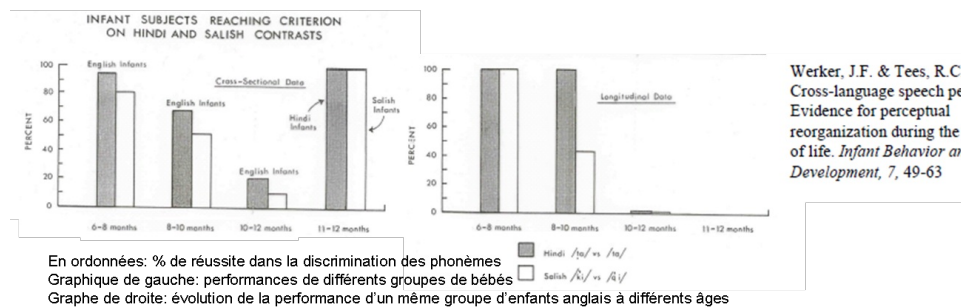 INFANT SUBJECTS REACHING CRITERION
ON HINDI AND SALISH CONTRASTS
English Infants
Cross-Sectional Data
English Infants
Hindi
Infants
Salish
Infants
English Infants
PERCENT
100
80
60
40
20
0
6-8 months
8-10 months
10-12 months
11-12 months
Longitudinal Data
PERCENT
100
80
60
40
20
0
6-8 months
8-10 months
10-12 months
11-12 months
Hindi /ʈa/ vs /ta/
Salish /k̓i/ vs /q̓i/
Werker, J.F. & Tees, R.C
Cross-language speech pe
Evidence for perceptual
reorganization during the
of life. Infant Behavior an
Development, 7, 49-63
En ordonnées: % de réussite dans la discrimination des phonèmes
Graphique de gauche: performances de différents groupes de bébés
Graphe de droite: évolution de la performance d'un même groupe d'enfants anglais à différents âges